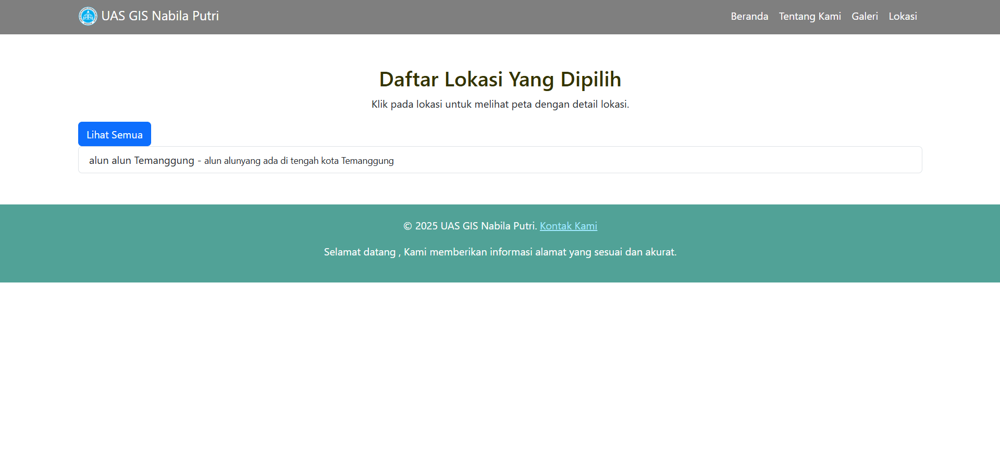 UAS GIS Nabila Putri
Beranda Tentang Kami Galeri Lokasi
Daftar Lokasi Yang Dipilih
Klik pada lokasi untuk melihat peta dengan detail lokasi.
Lihat Semua
alun alun Temanggung - alun alunyang ada di tengah kota Temanggung
© 2025 UAS GIS Nabila Putri. Kontak Kami
Selamat datang , Kami memberikan informasi alamat yang sesuai dan akurat.